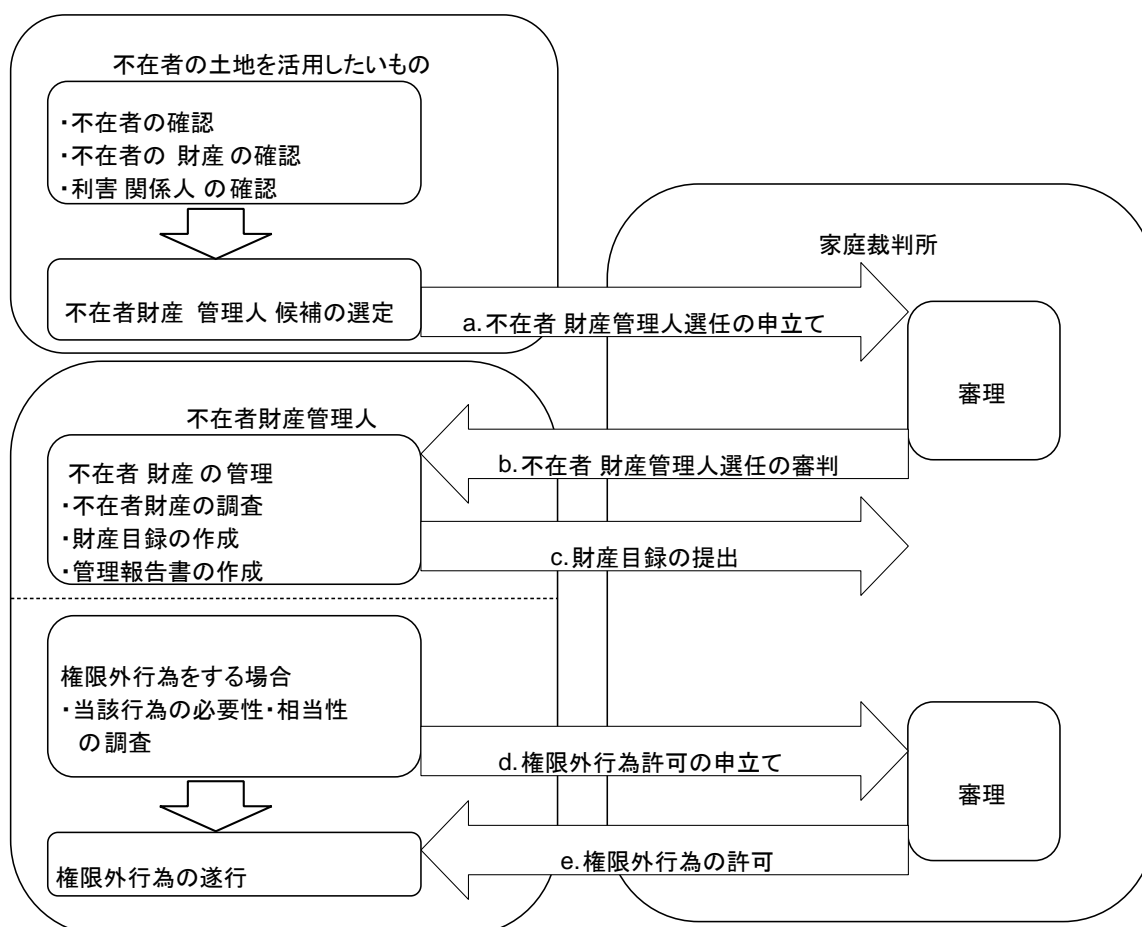 不在者の土地を活用したいもの
・不在者の確認
・不在者の 財産 の確認
・利害 関係人 の確認
不在者財産 管理人 候補の選定
家庭裁判所
a.不在者 財産管理人選任の申立て
審理
不在者財産管理人
b.不在者 財産管理人選任の審判
不在者 財産 の管理
・不在者財産の調査
・財産目録の作成
・管理報告書の作成
c.財産目録の提出
権限外行為をする場合
・当該行為の必要性・相当性
の調査
d.権限外行為許可の申立て
審理
e.権限外行為の許可
権限外行為の遂行